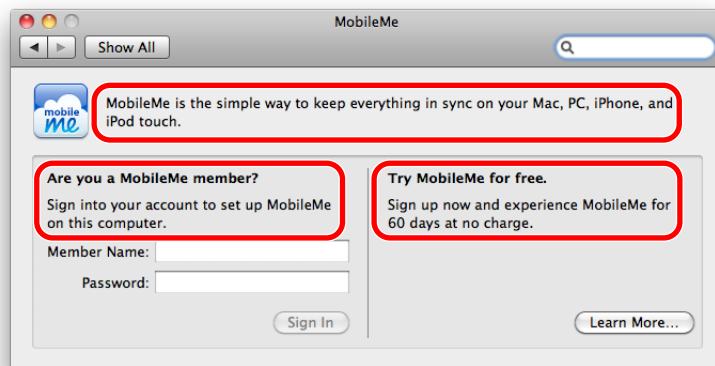 MobileMe
Show All
mobile
me
MobileMe is the simple way to keep everything in sync on your Mac, PC, iPhone, and
iPod touch.
Are you a MobileMe member?
Sign into your account to set up MobileMe
on this computer.
Member Name:
Password:
Sign In
Try MobileMe for free.
Sign up now and experience MobileMe for
60 days at no charge.
Learn More...